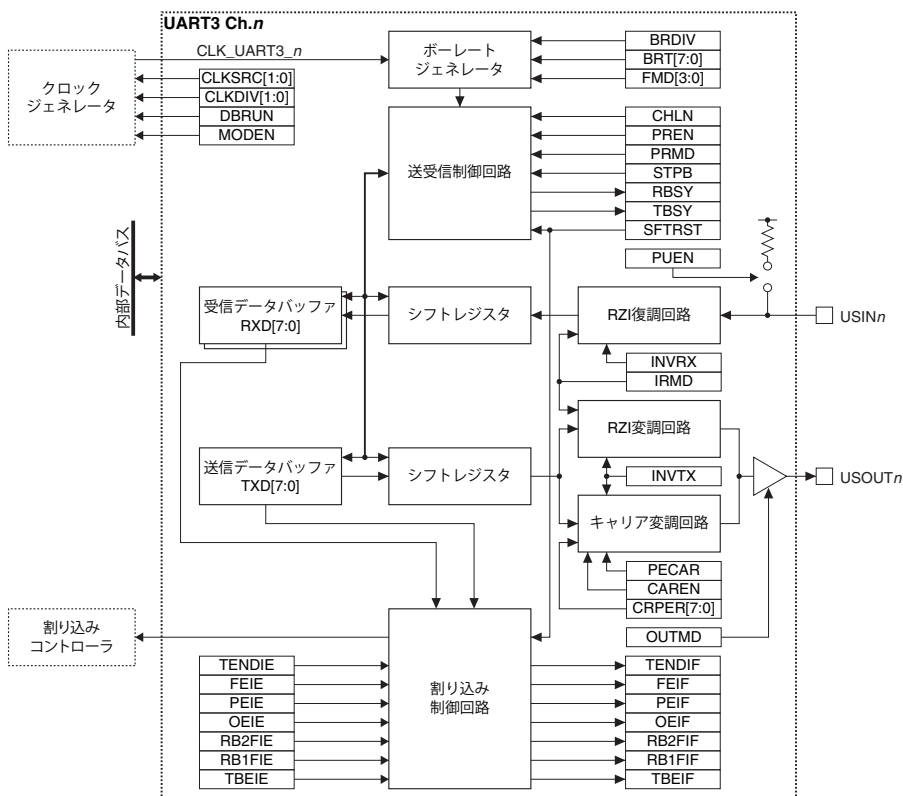 UART3 Ch.n
クロック
ジェネレータ
CLK_UART3_n
CLKSRC[1:0]
CLKDIV[1:0]
DBRUN
MODEN
ボーレート
ジェネレータ
BRDIV
BRT[7:0]
FMD[3:0]
送受信制御回路
CHLN
PREN
PRMD
STPB
RBSY
TBSY
SFTRST
PUEN
内部データバス
受信データバッファ
RXD[7:0]
シフトレジスタ
RZI復調回路
USINn
INVRX
IRMD
RZI変調回路
送信データバッファ
TXD[7:0]
シフトレジスタ
INVTX
USOUTn
キャリア変調回路
PECAR
CAREN
CRPER[7:0]
OUTMD
割り込み
コントローラ
割り込み
制御回路
TENDIE
FEIE
PEIE
OEIE
RB2FIE
RB1FIE
TBEIE
TENDIF
FEIF
PEIF
OEIF
RB2FIF
RB1FIF
TBEIF